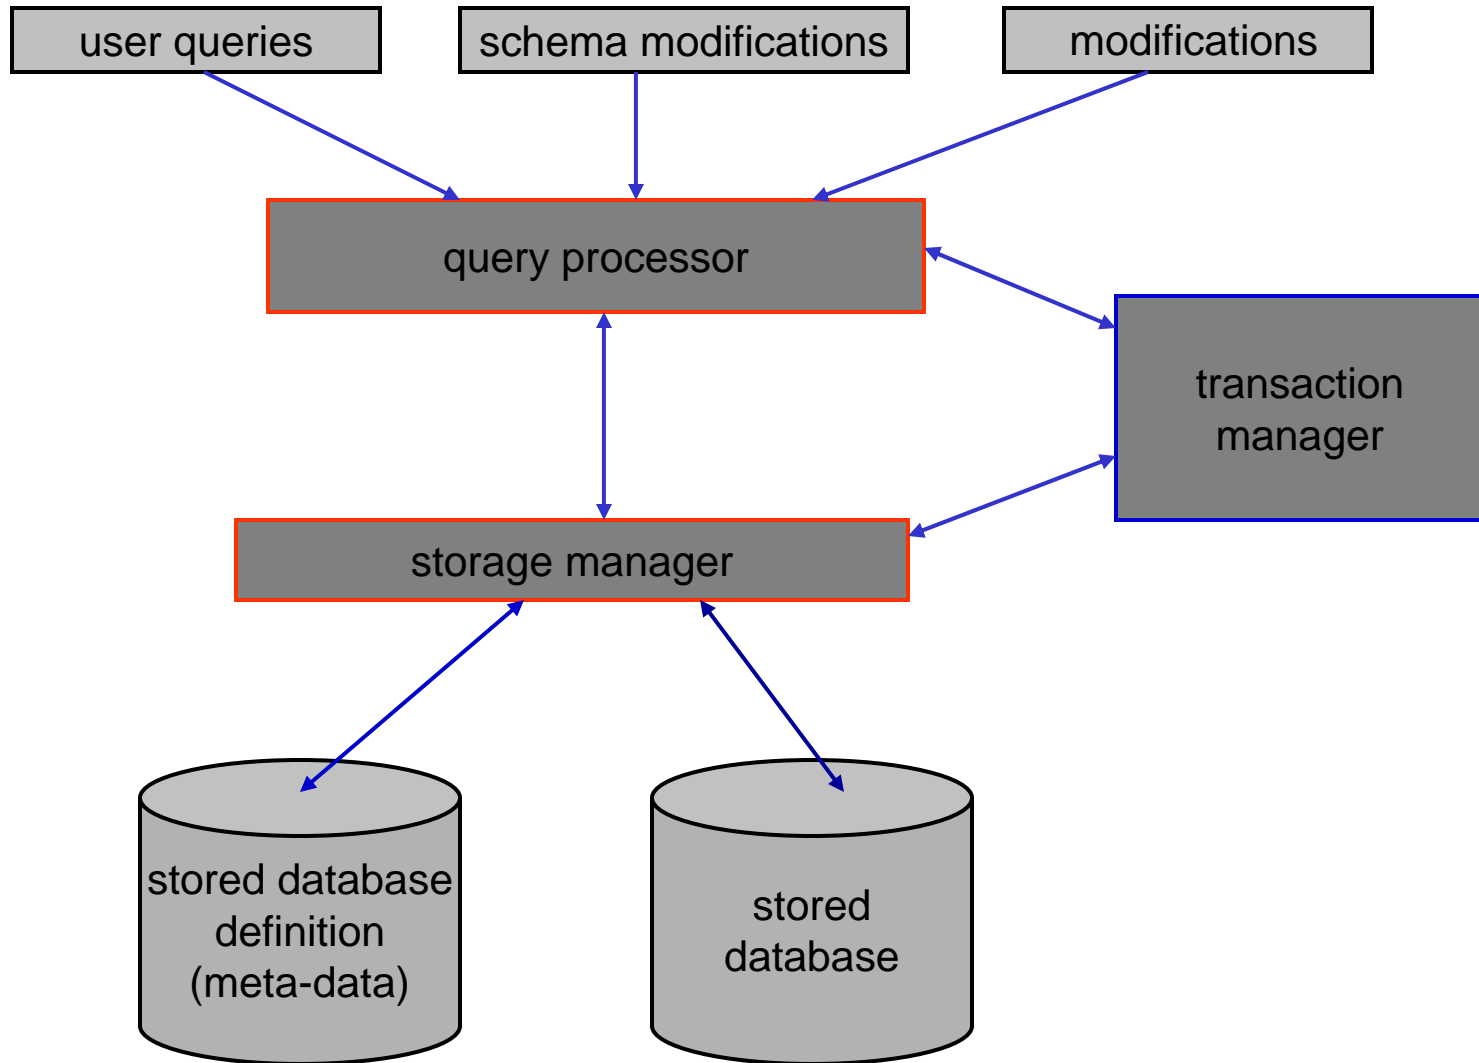 user queries
schema modifications
modifications
query processor
transaction
manager
storage manager
stored database
definition
(meta-data)
stored
database